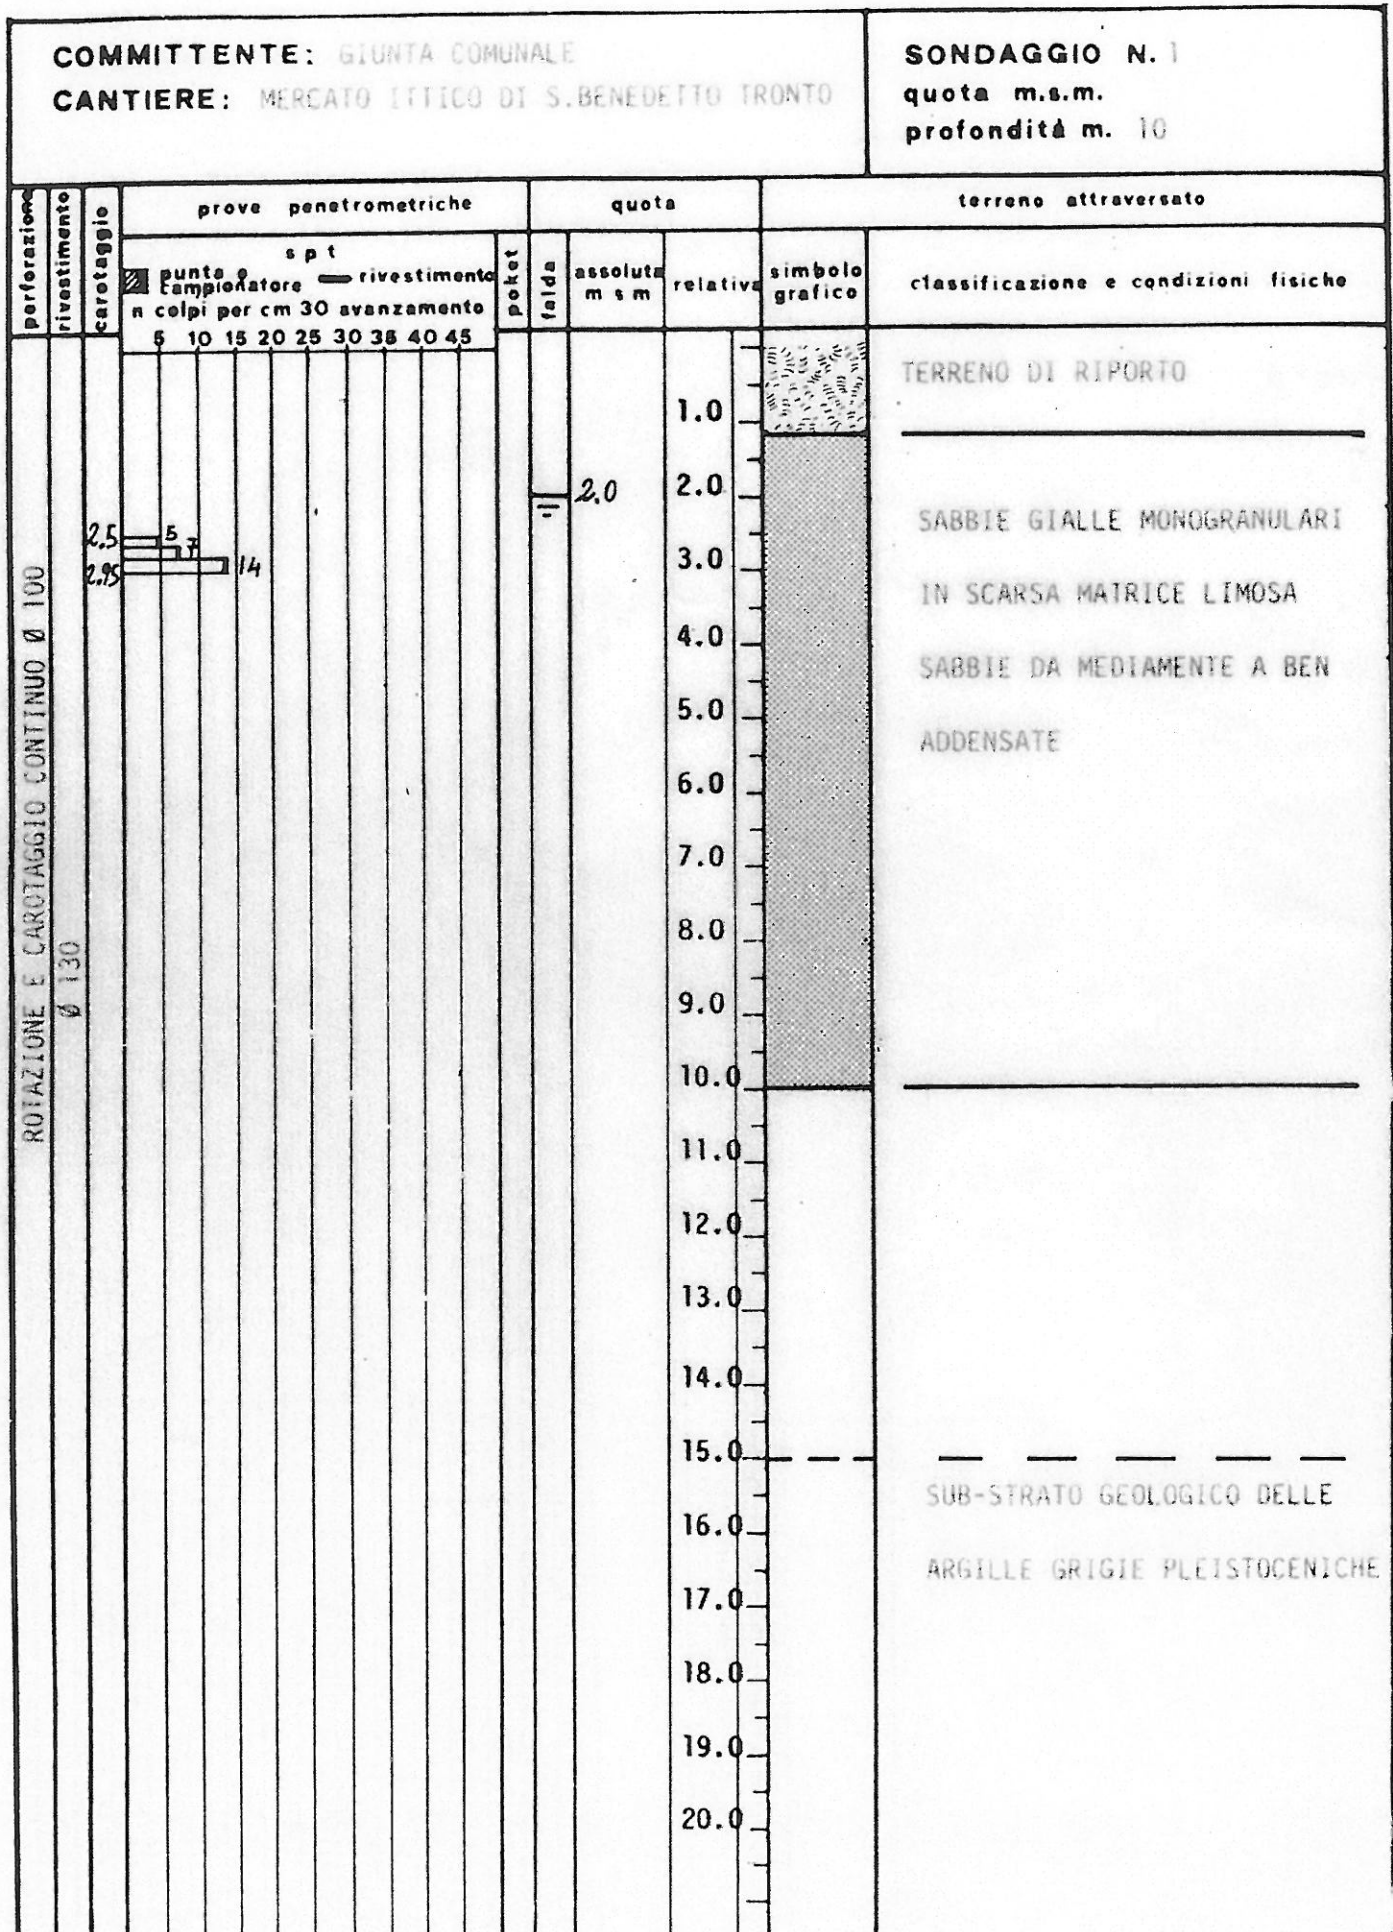 COMMITTENTE: GIUNTA COMUNALE
CANTIERE: MERCATO ITTICO DI S.BENEDETTO TRONTO
SONDAGGIO N. 1
quota m.s.m.
profondità m. 10
perforazione
rivestimento
carotaggio
prove penetrometriche
quota
terreno attraversato
s p t
punta e campionatore
rivestimento
n colpi per cm 30 avanzamento
5 10 15 20 25 30 35 40 45
poket
falda
assoluta
m s m
relativa
simbolo
grafico
classificazione e condizioni fisiche
TERRENO DI RIPORTO
1.0
2.0
2.0
SABBIE GIALLE MONOGRANULARI
2.5
5
7
2.95
14
3.0
IN SCARSA MATRICE LIMOSA
4.0
SABBIE DA MEDIAMENTE A BEN
5.0
ADDENSATE
6.0
7.0
8.0
9.0
10.0
11.0
12.0
13.0
14.0
15.0
SUB-STRATO GEOLOGICO DELLE
16.0
ARGILLE GRIGIE PLEISTOCENICHE
17.0
18.0
19.0
20.0
ROTAZIONE E CAROTAGGIO CONTINUO Ø 100
Ø 130